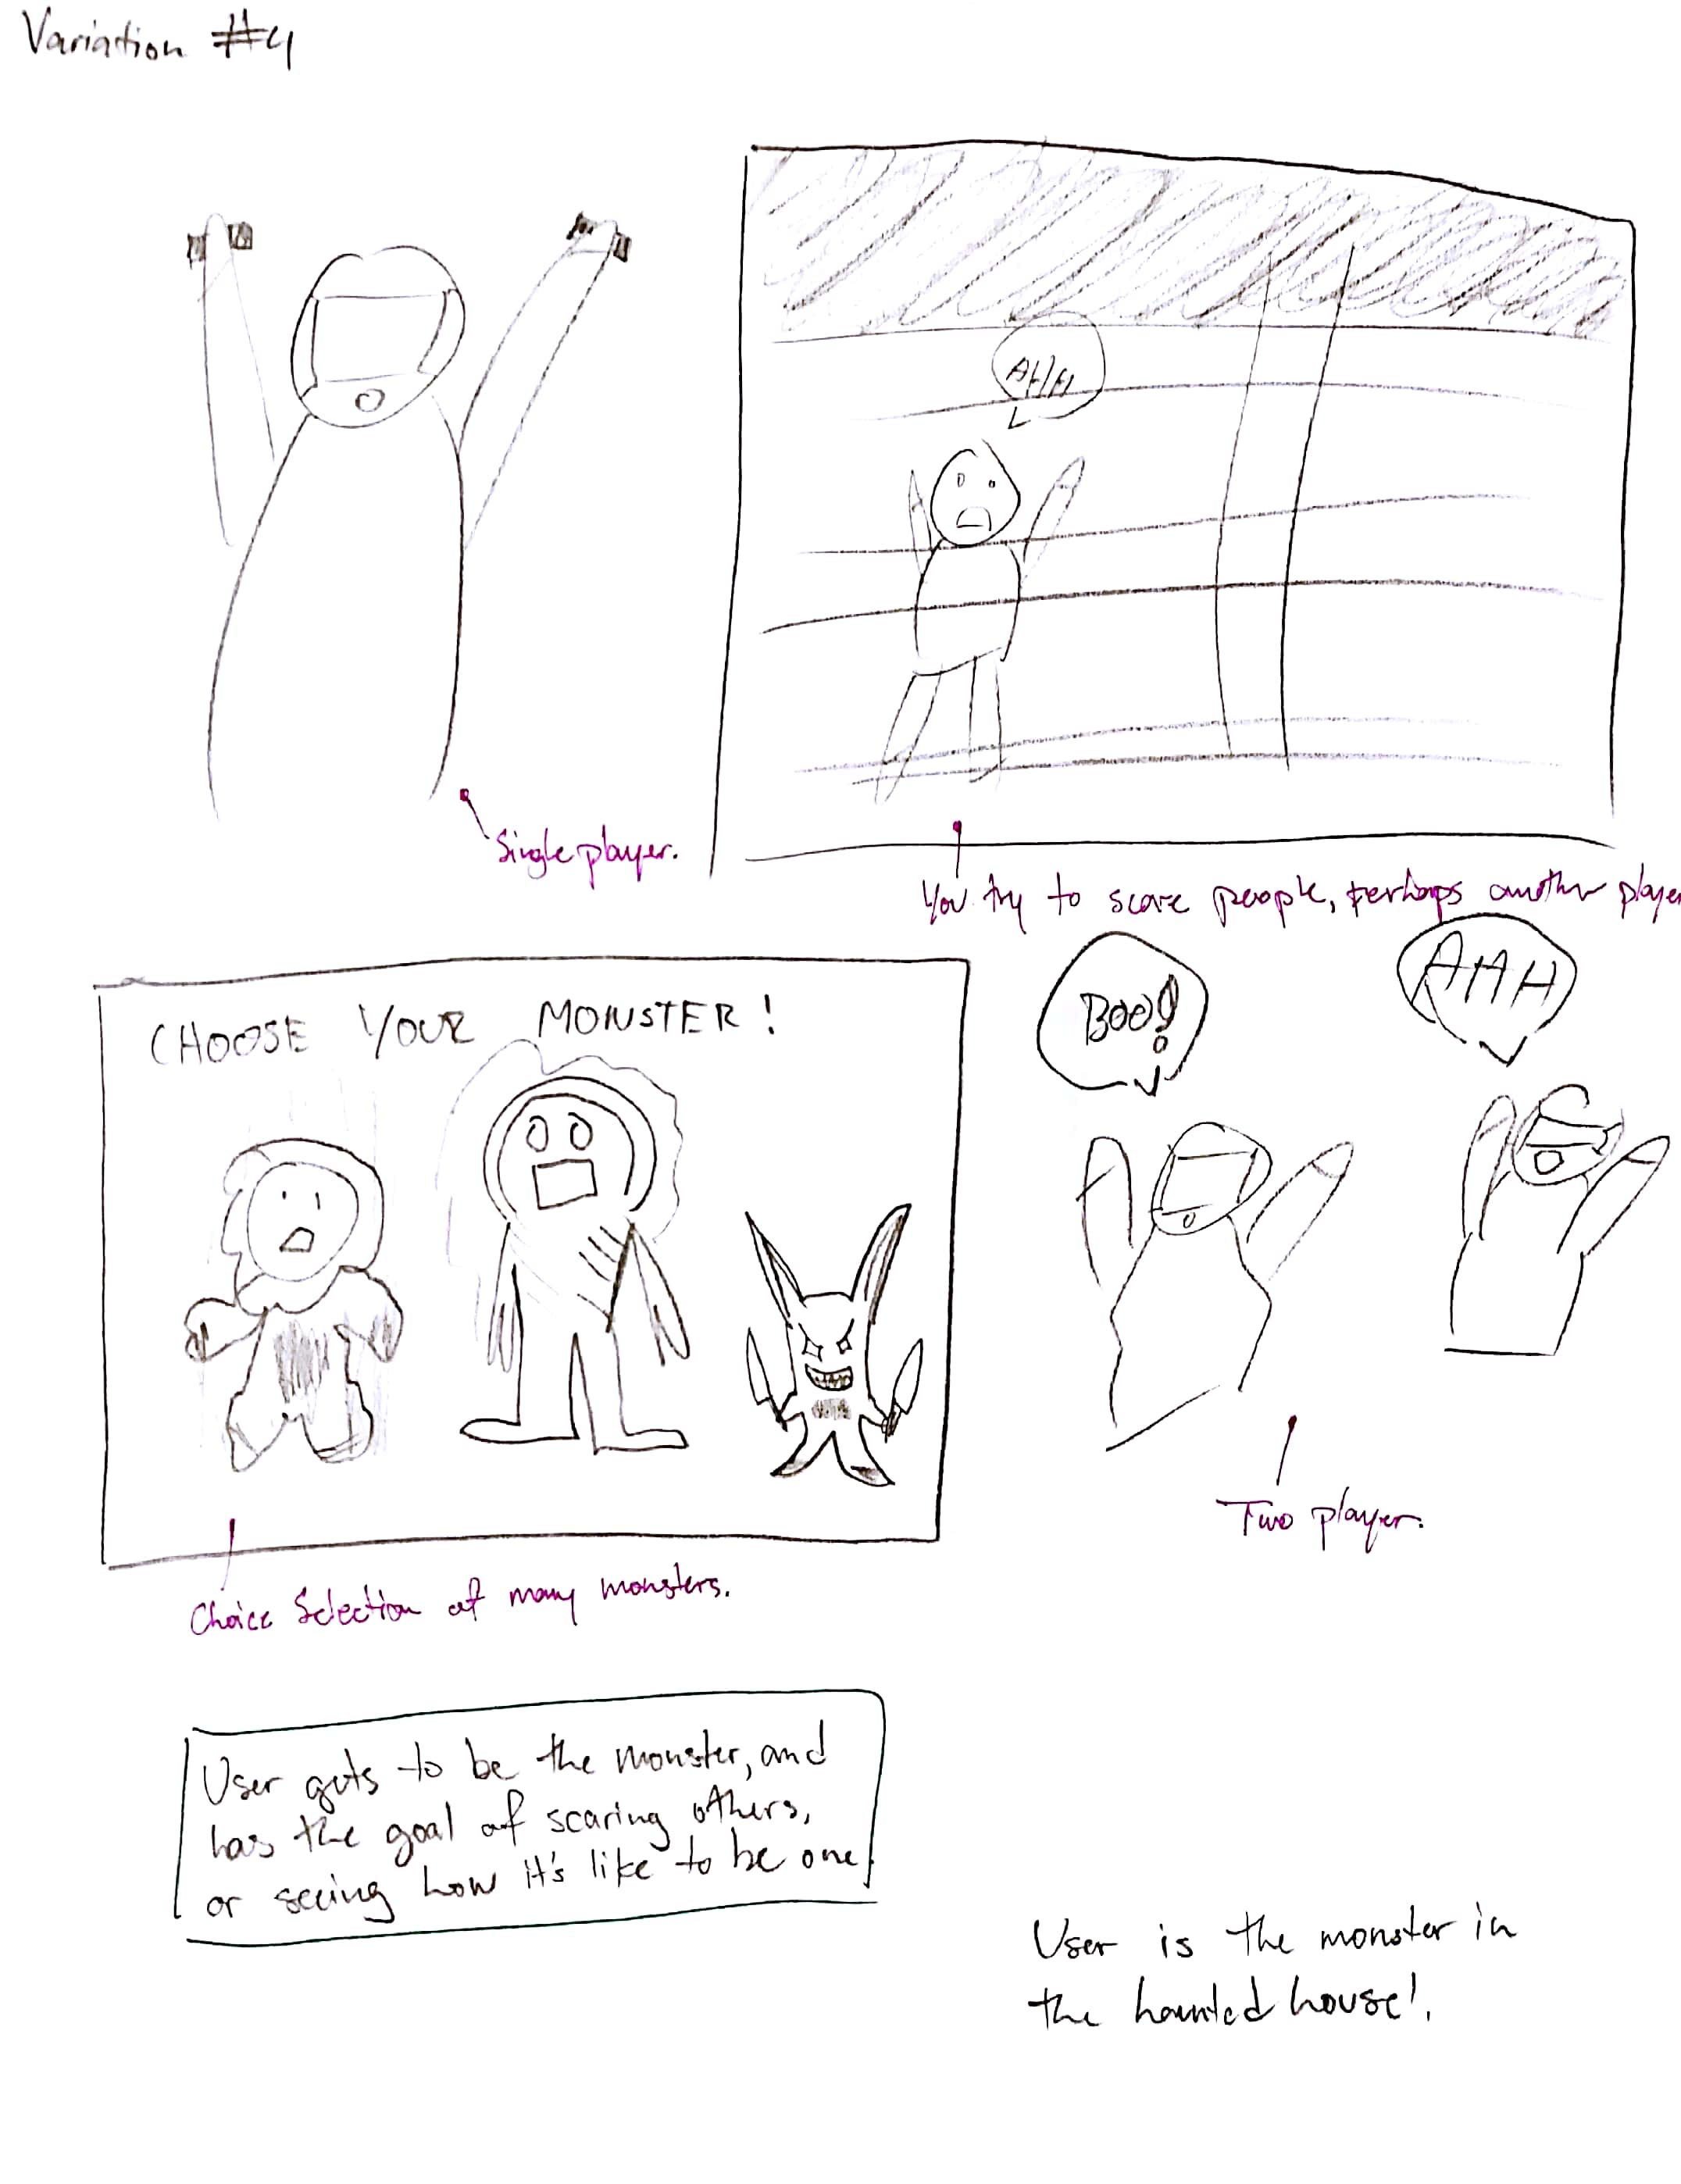 Variation #4
AHH
Single player.
You try to scare people, perhaps another player
BOO!
AHH
CHOOSE YOUR MONSTER!
Two player.
Choice Selection of many monsters.
User gets to be the monster, and
has the goal of scaring others,
or seeing how it's like to be one.
User is the monster in
the haunted house!.